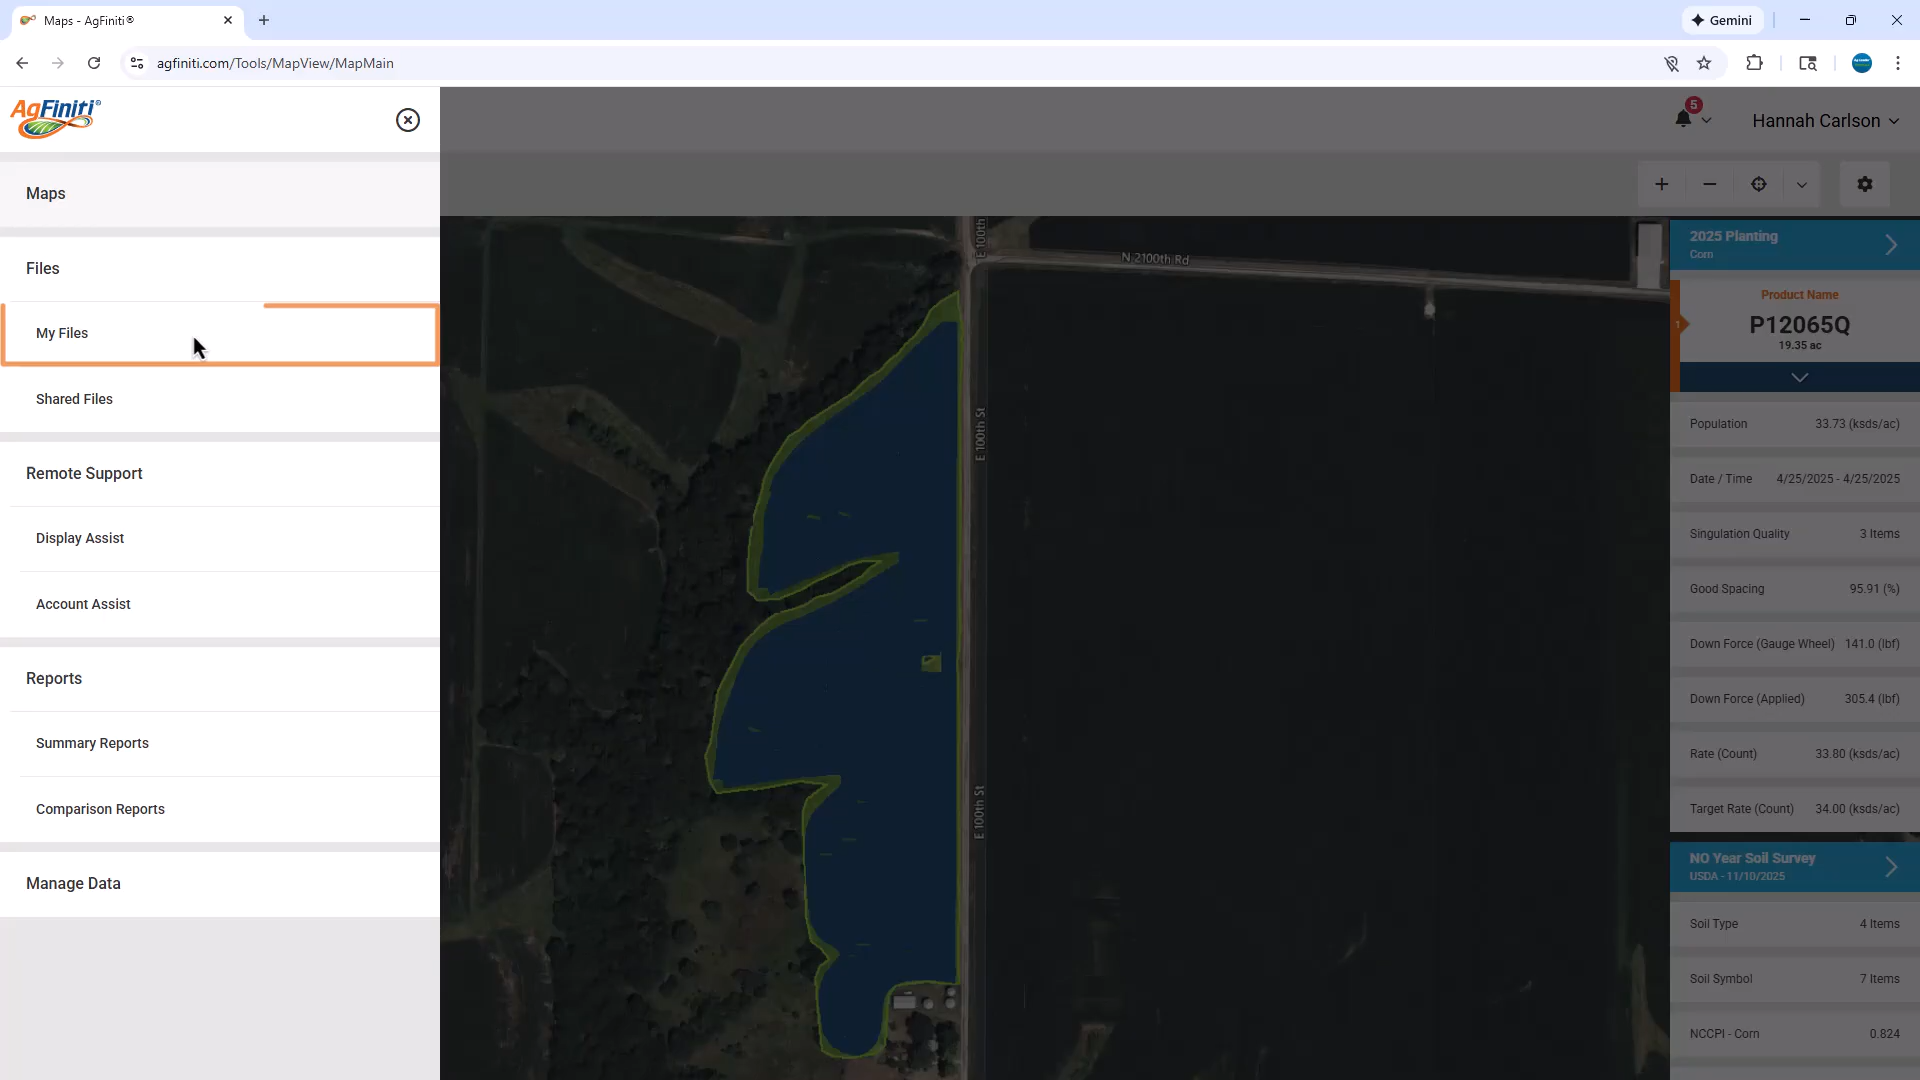 Maps - AgFiniti®
Gemini
agfiniti.com/Tools/MapView/MapMain
AgFiniti®
5
Hannah Carlson
Maps
Files
My Files
Shared Files
Remote Support
Display Assist
Account Assist
Reports
Summary Reports
Comparison Reports
Manage Data
E 100th
N 2100th Rd
E 100th St
E 100th St
2025 Planting
Corn
Product Name
1
P12065Q
19.35 ac
Population 33.73 (ksds/ac)
Date / Time 4/25/2025 - 4/25/2025
Singulation Quality 3 Items
Good Spacing 95.91 (%)
Down Force (Gauge Wheel) 141.0 (lbf)
Down Force (Applied) 305.4 (lbf)
Rate (Count) 33.80 (ksds/ac)
Target Rate (Count) 34.00 (ksds/ac)
NO Year Soil Survey
USDA - 11/10/2025
Soil Type 4 Items
Soil Symbol 7 Items
NCCPI - Corn 0.824